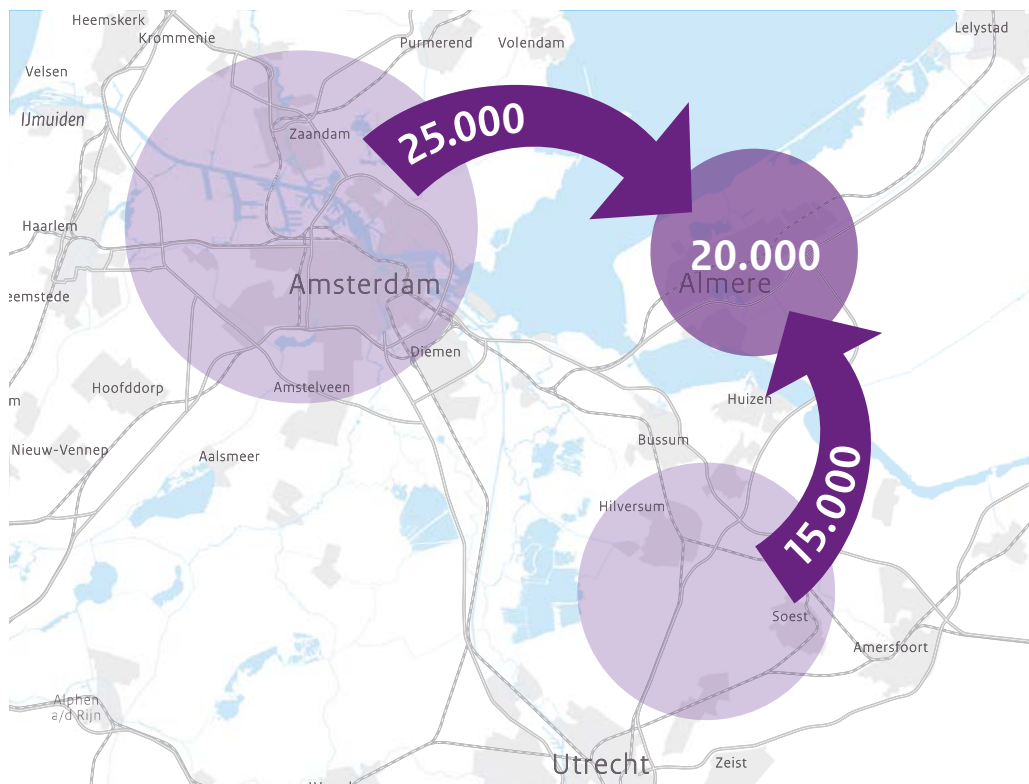 Heemskerk
Krommenie
Purmerend
Volendam
Lelystad
Velsen
IJmuiden
Zaandam
25.000
Haarlem
20.000
Amsterdam
Almere
eemstede
Diemen
Hoofddorp
Amstelveen
m
Huizen
Bussum
Nieuw-Vennep
Aalsmeer
15.000
Hilversum
Soest
Amersfoort
Alphen
a/d Rijn
Utrecht
Zeist